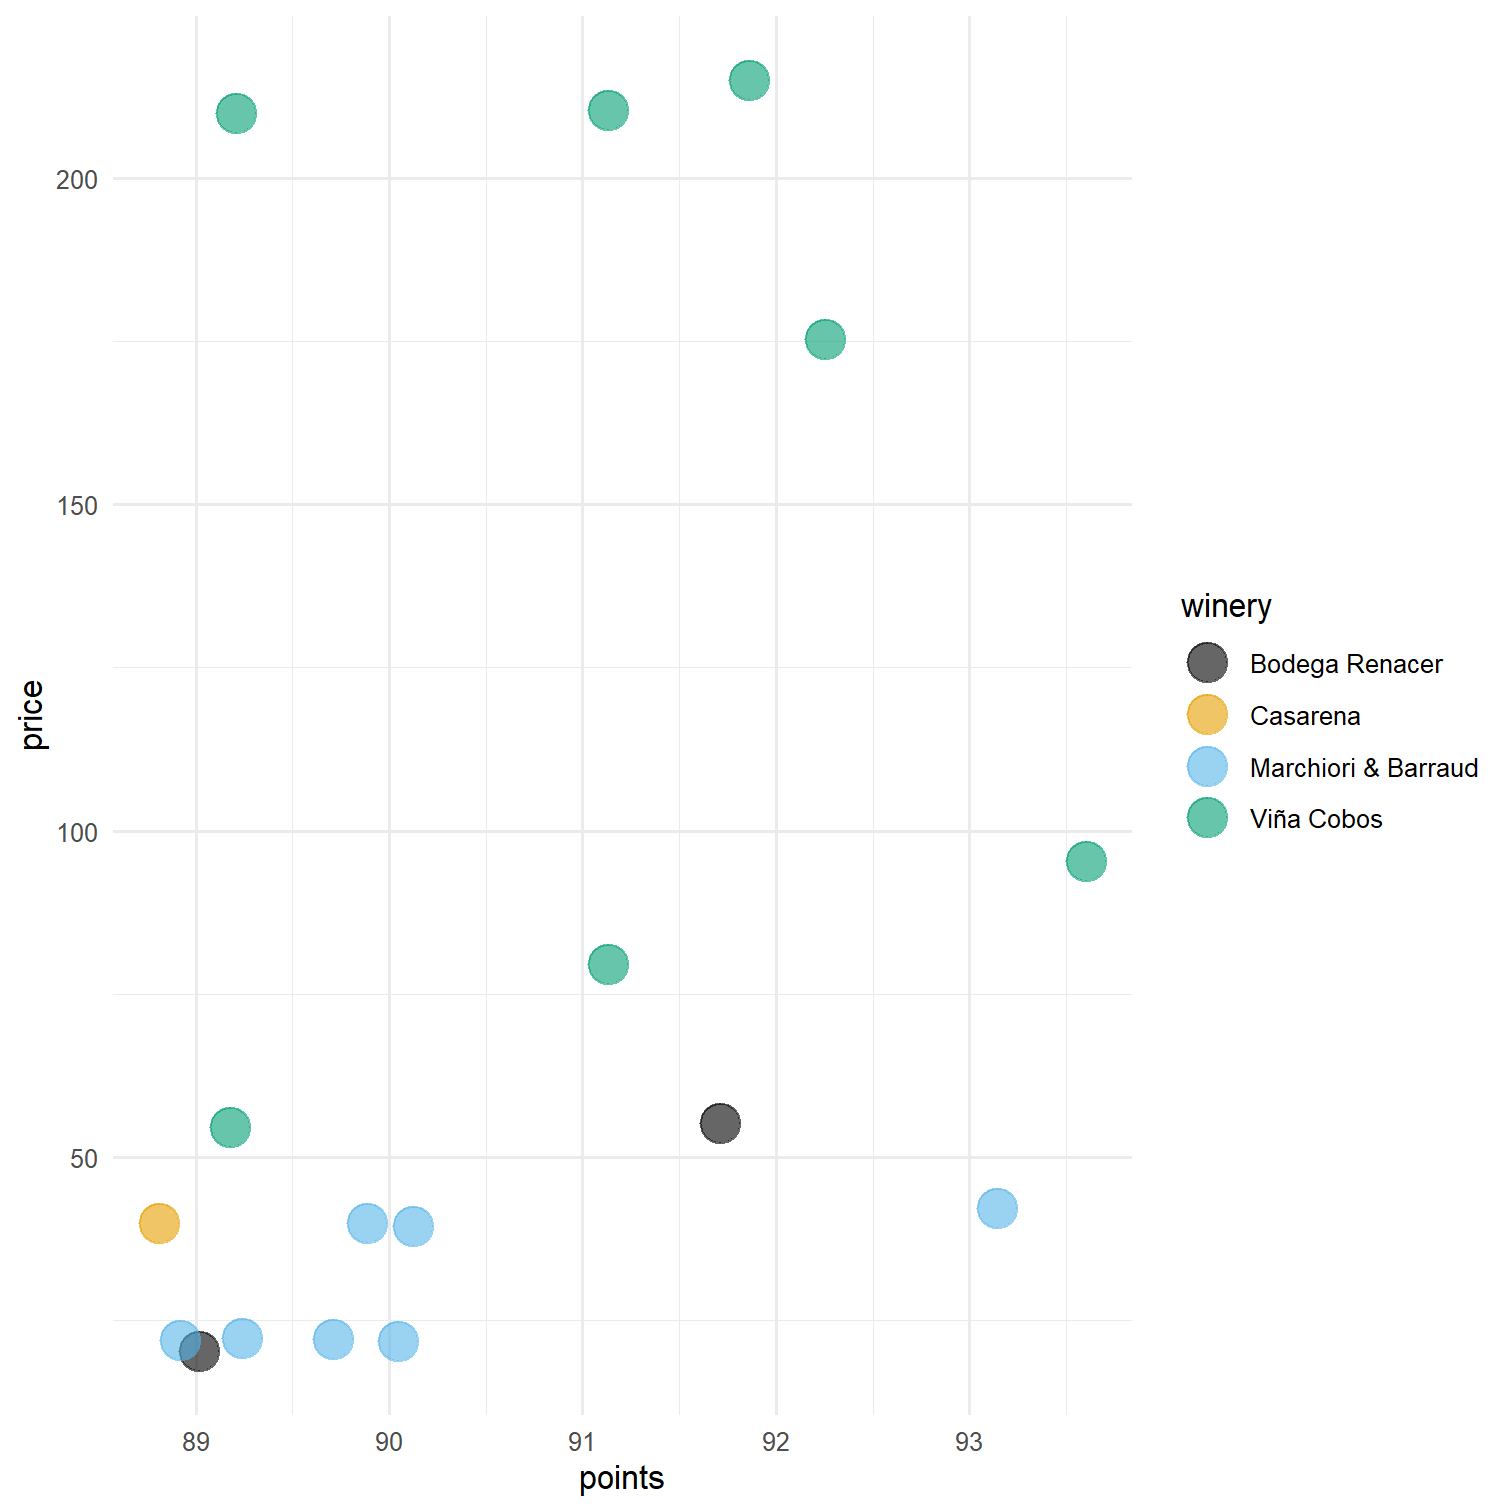 200
150
100
50
price
89 90 91 92 93
points
winery
Bodega Renacer
Casarena
Marchiori & Barraud
Viña Cobos